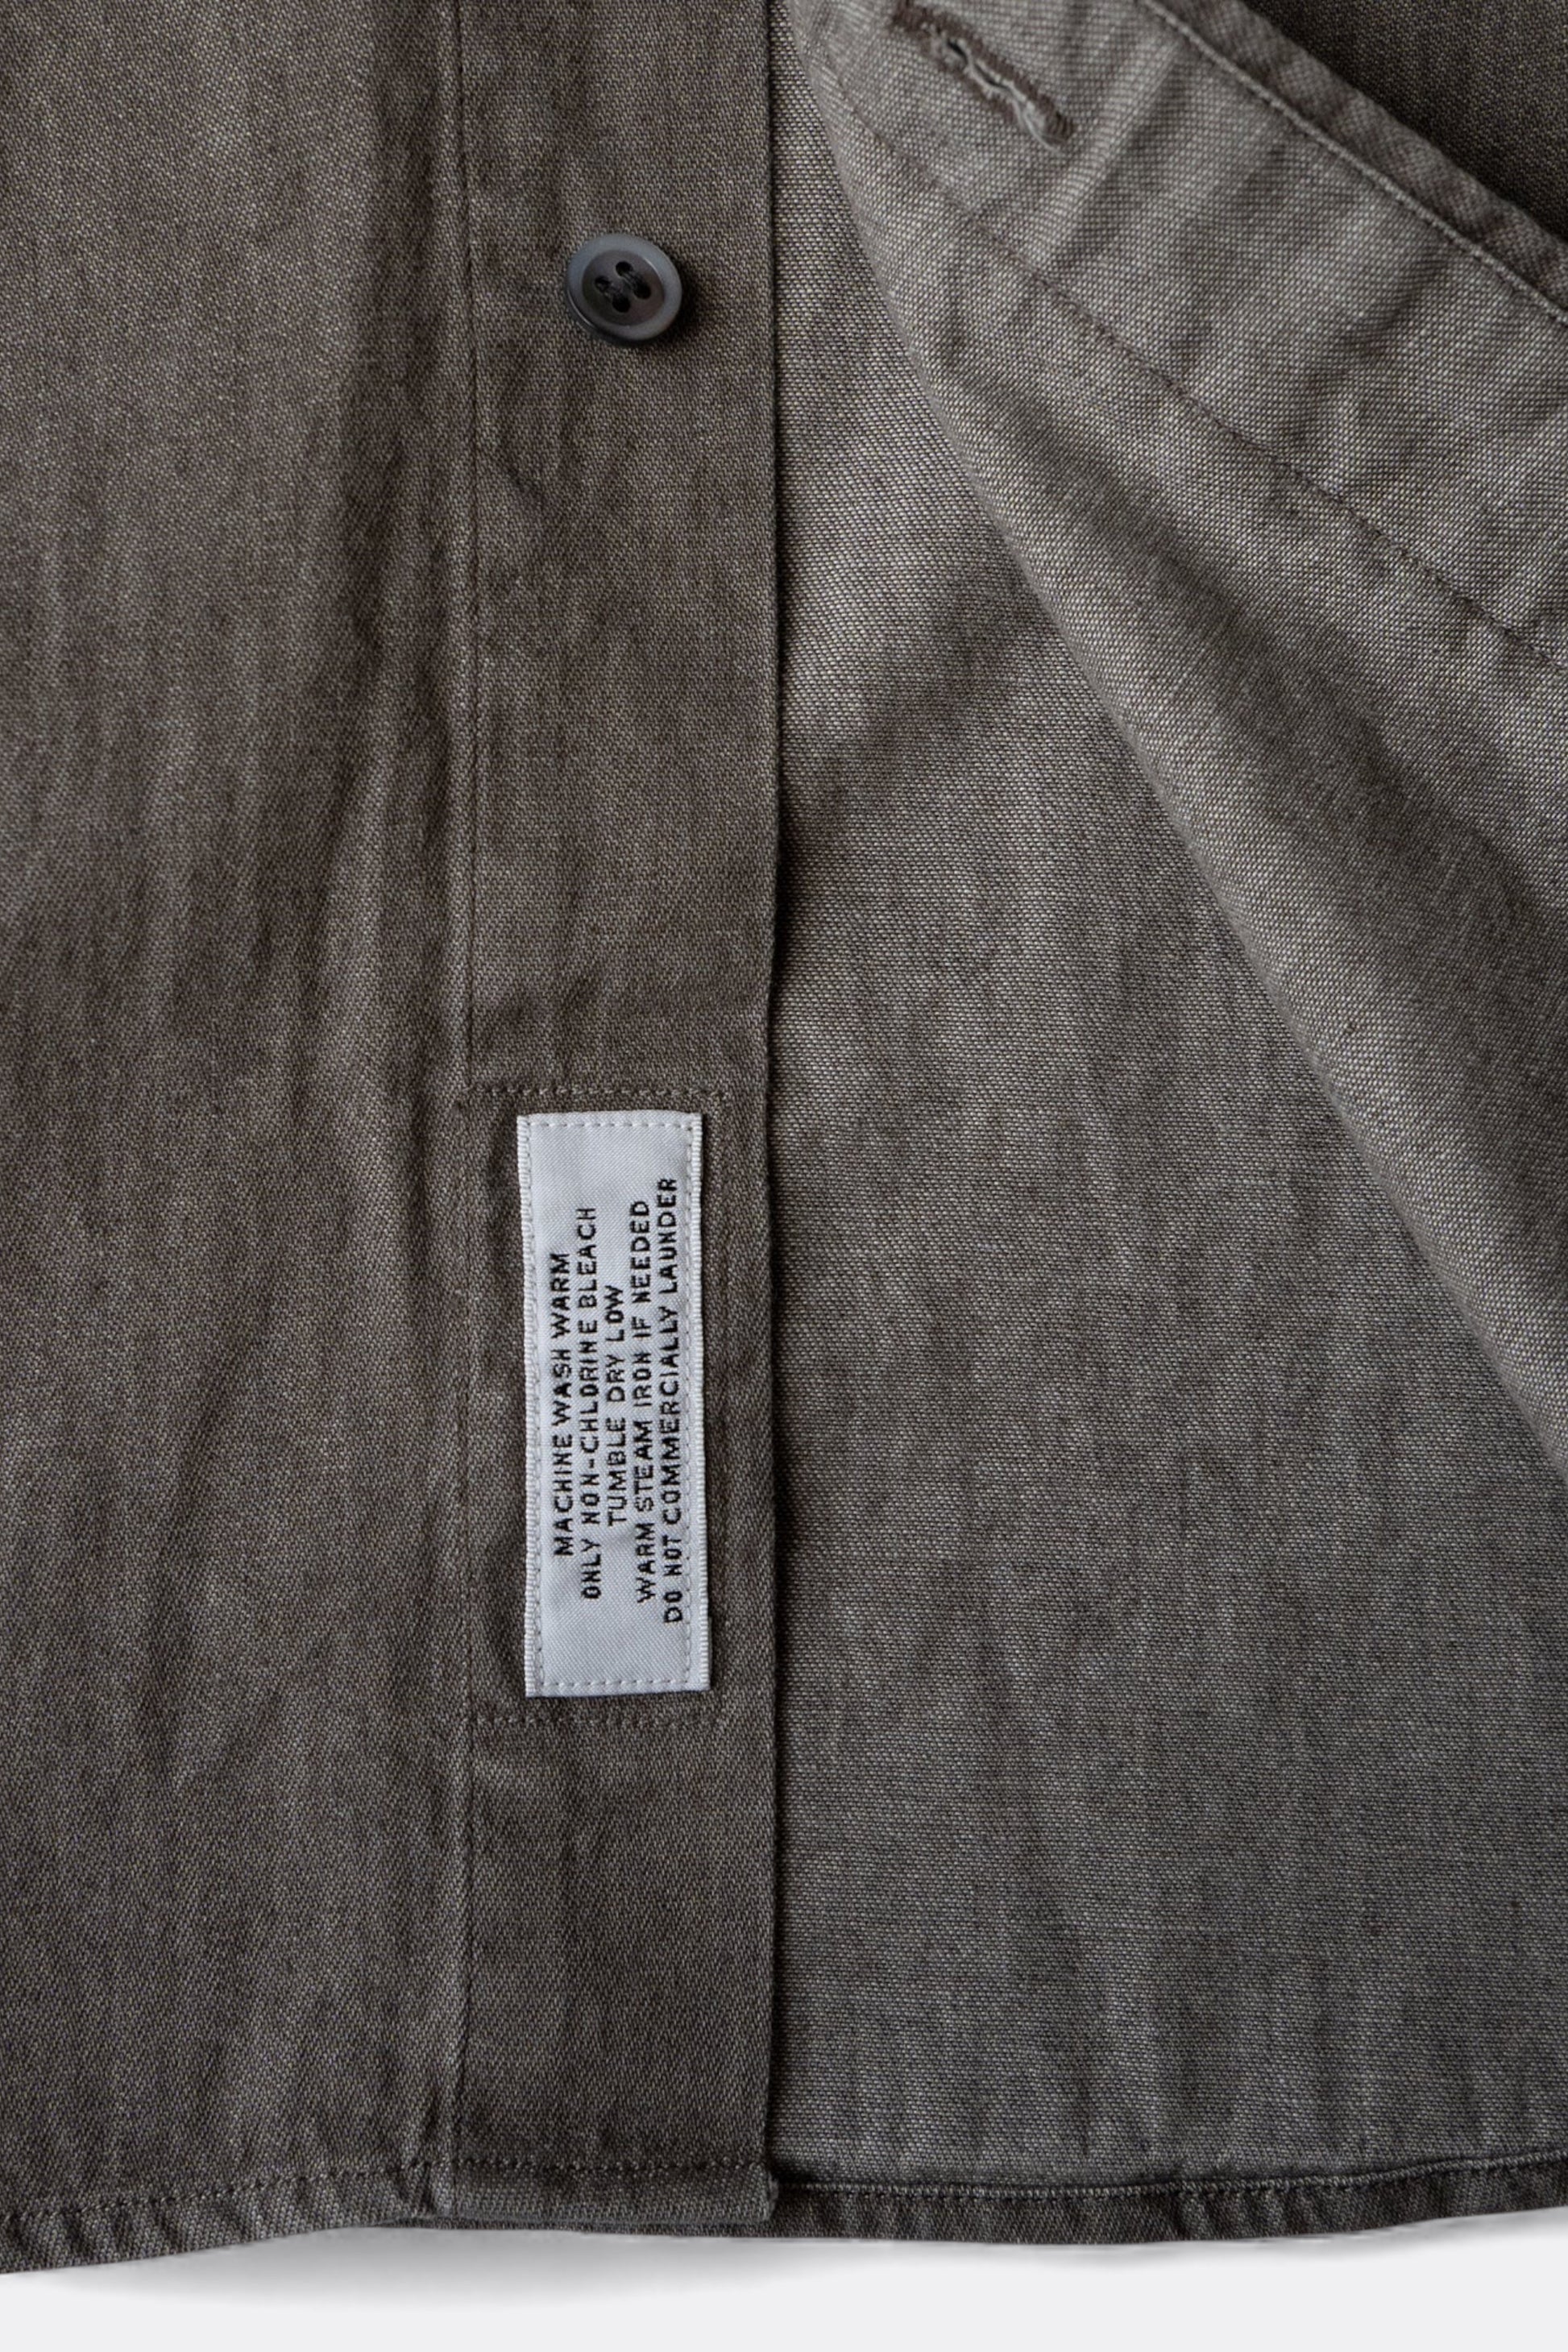 MACHINE WASH WARM
ONLY NON-CHLORINE BLEACH
TUMBLE DRY LOW
WARM STEAM IRON IF NEEDED
DO NOT COMMERCIALLY LAUNDER